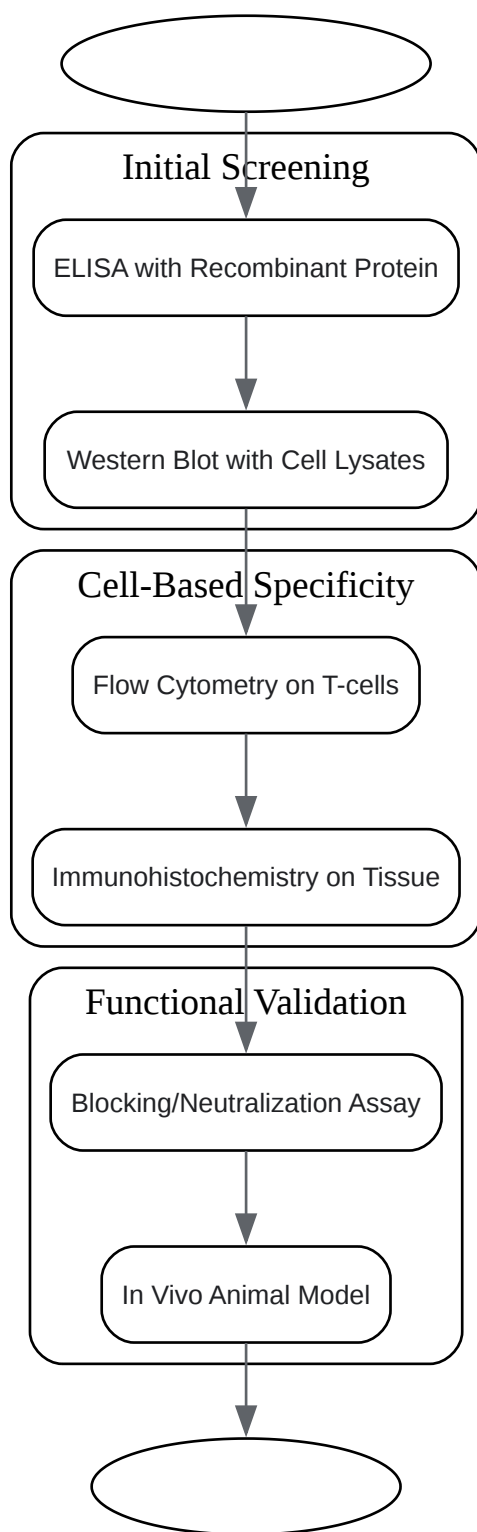 Initial Screening
ELISA with Recombinant Protein
Western Blot with Cell Lysates
Cell-Based Specificity
Flow Cytometry on T-cells
Immunohistochemistry on Tissue
Functional Validation
Blocking/Neutralization Assay
In Vivo Animal Model